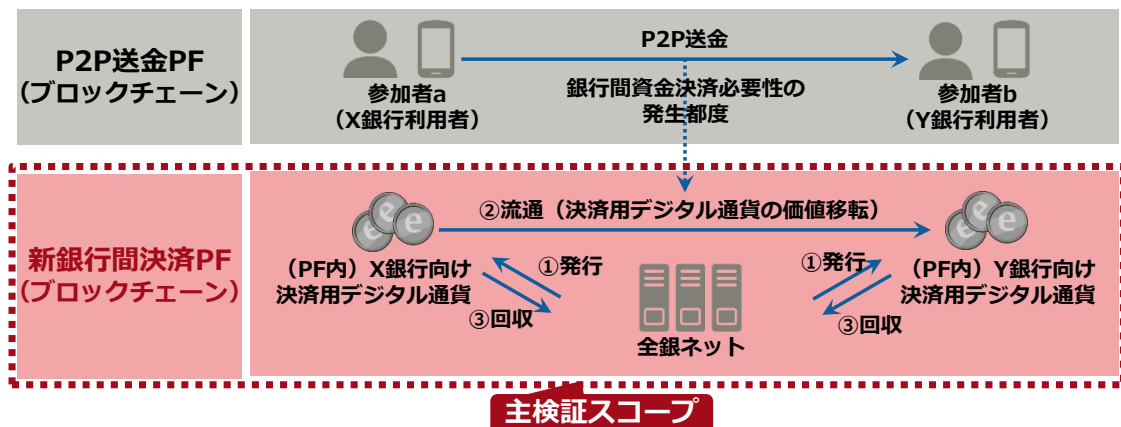 P2P送金PF
(ブロックチェーン)
P2P送金
銀行間資金決済必要性の
発生都度
参加者a
(X銀行利用者)
参加者b
(Y銀行利用者)
新銀行間決済PF
(ブロックチェーン)
②流通(決済用デジタル通貨の価値移転)
e e e
e e e
(PF内)X銀行向け
決済用デジタル通貨
①発行
③回収
全銀ネット
①発行
③回収
(PF内)Y銀行向け
決済用デジタル通貨
主検証スコープ